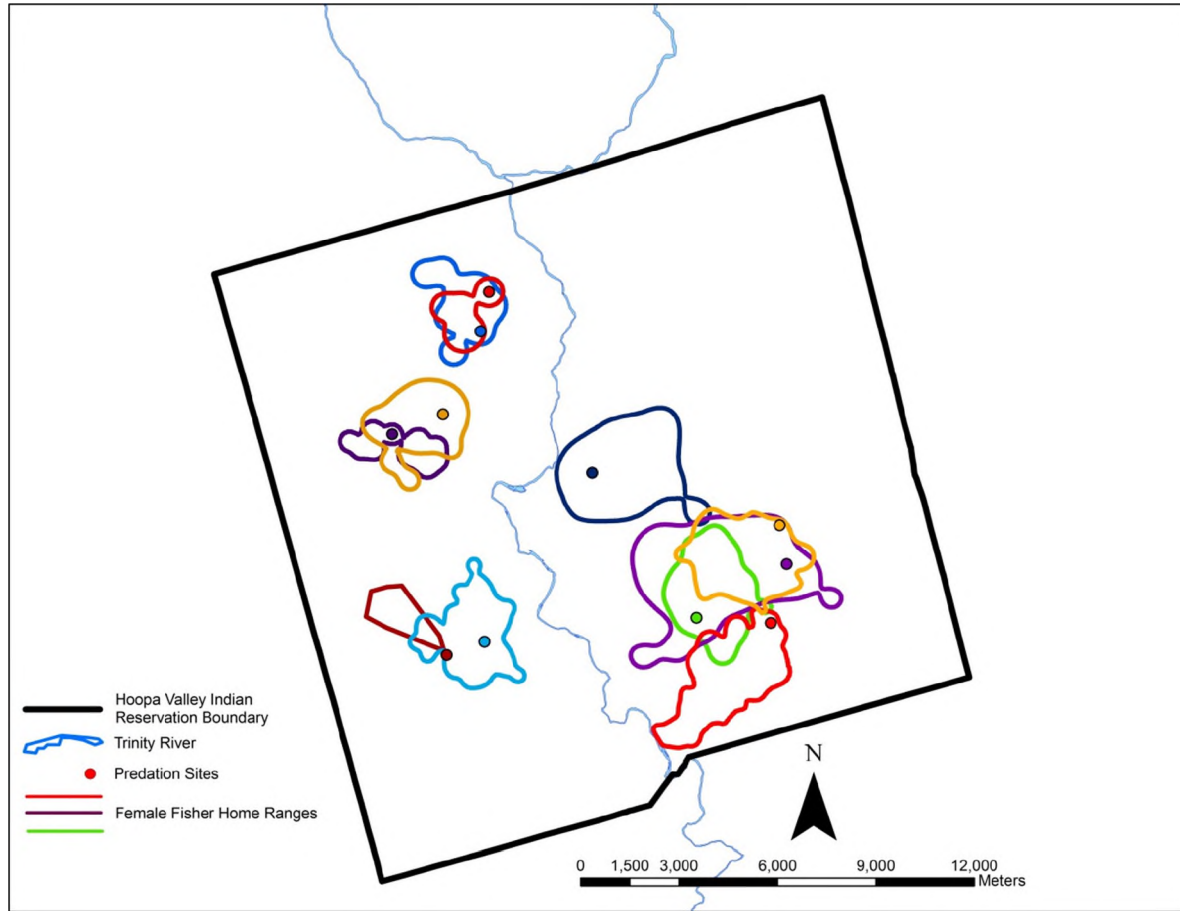 Hoopa Valley Indian
Reservation Boundary
Trinity River
Predation Sites
Female Fisher Home Ranges
N
0 1,500 3,000 6,000 9,000 12,000
Meters